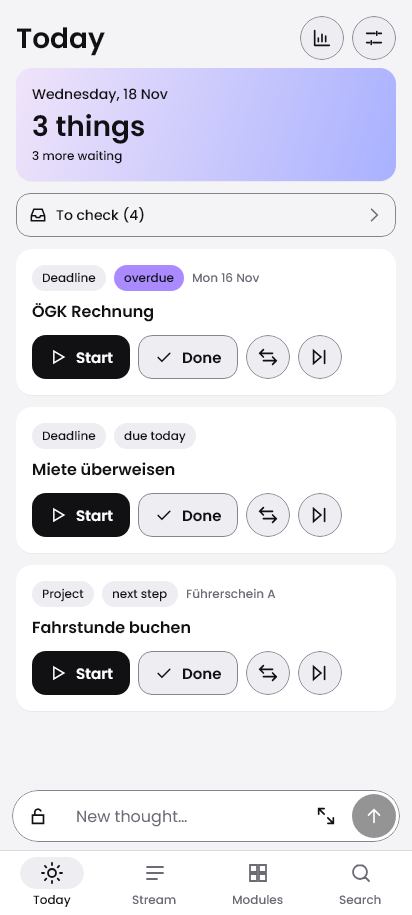 Today
Wednesday, 18 Nov
3 things
3 more waiting
To check (4)
Deadline overdue Mon 16 Nov
ÖGK Rechnung
Start Done
Deadline due today
Miete überweisen
Start Done
Project next step Führerschein A
Fahrstunde buchen
Start Done
New thought...
Today Stream Modules Search